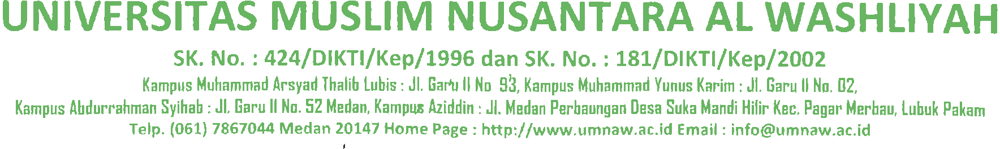 UNIVERSITAS MUSLIM NUSANTARA AL WASHLIYAH
SK. No. : 424/DIKTI/Kep/1996 dan SK. No. : 181/DIKTI/Kep/2002
Kampus Muhammad Arsyad Thalib Lubis : Jl. Garu II No 93, Kampus Muhammad Yunus Karim : Jl. Garu II No. 02,
Kampus Abdurrahman Syihab : Jl. Garu II No. 52 Medan, Kampus Aziddin : Jl. Medan Perbaungan Desa Suka Mandi Hilir Kec. Pagar Merbau, Lubuk Pakam
Telp. (061) 7867044 Medan 20147 Home Page : http://www.umnaw.ac.id Email : info@umnaw.ac.id